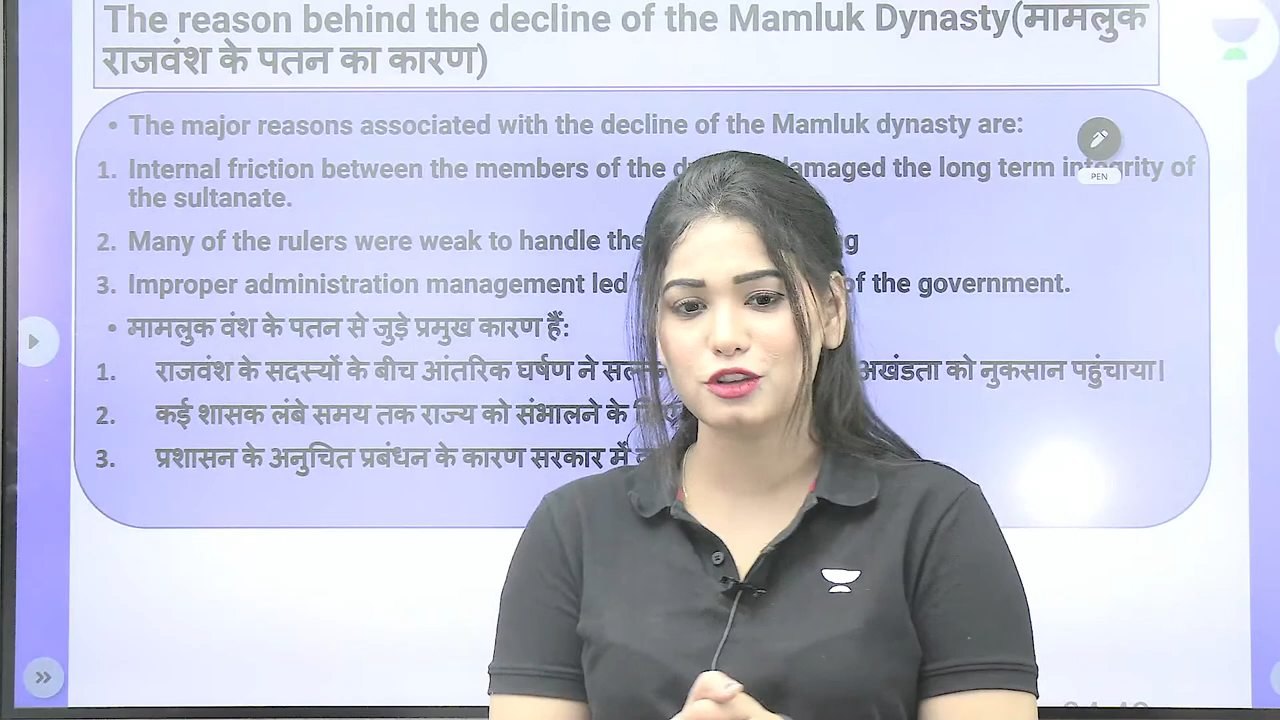 The reason behind the decline of the Mamluk Dynasty(मामलुक
राजवंश के पतन का कारण)
• The major reasons associated with the decline of the Mamluk dynasty are:
PEN
1. Internal friction between the members of the damaged the long term integrity of
the sultanate.
2. Many of the rulers were weak to handle the
3. Improper administration management led of the government.
• मामलुक वंश के पतन से जुड़े प्रमुख कारण हैं:
1. राजवंश के सदस्यों के बीच आंतरिक घर्षण ने अखंडता को नुकसान पहुंचाया|
2. कई शासक लंबे समय तक राज्य को संभालने के
3. प्रशासन के अनुचित प्रबंधन के कारण सरकार में